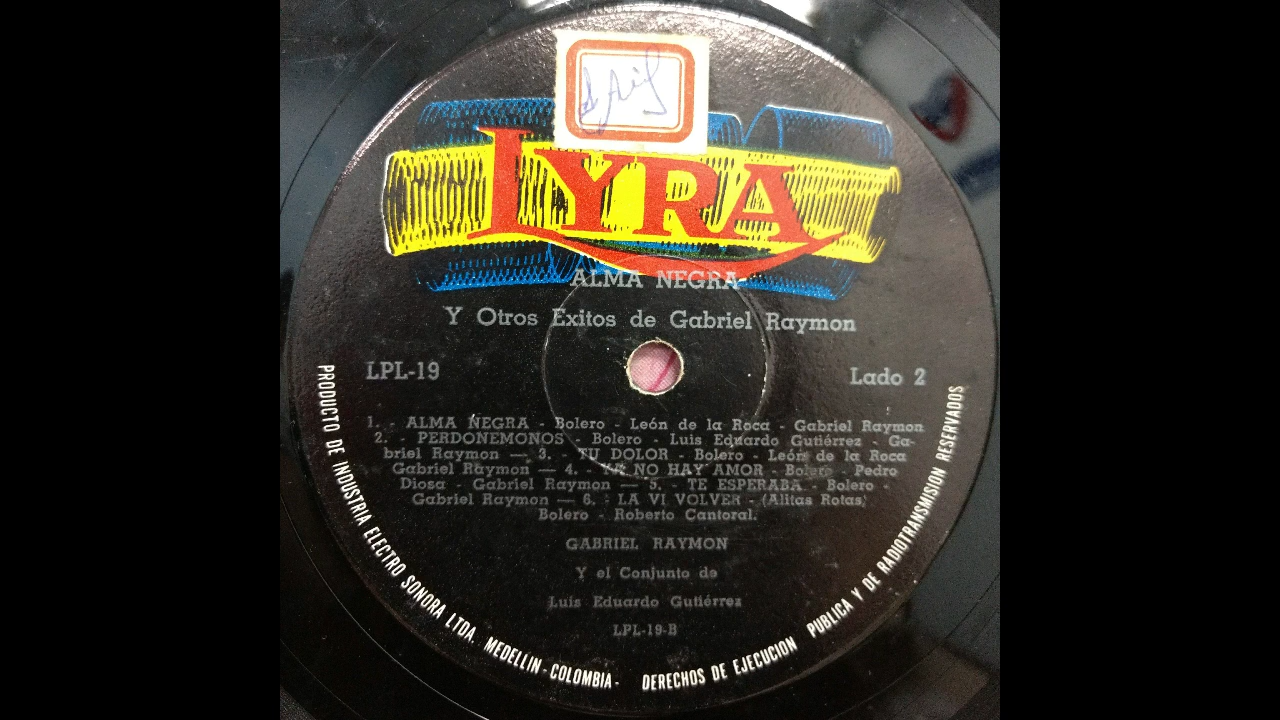 LYRA
ALMA NEGRA
Y Otros Exitos de Gabriel Raymon
LPL-19
Lado 2
1. - ALMA NEGRA - Bolero - León de la Roca - Gabriel Raymon
2. - PERDONEMONOS - Bolero - Luis Eduardo Gutiérrez - Ga-
briel Raymon — 3. - TU DOLOR - Bolero - León de la Roca
Gabriel Raymon — 4. - YA NO HAY AMOR - Bolero - Pedro
Diosa - Gabriel Raymon — 5. - TE ESPERABA - Bolero -
Gabriel Raymon — 6. - LA VI VOLVER - (Alitas Rotas)
Bolero - Roberto Cantoral.
GABRIEL RAYMON
Y el Conjunto de
Luis Eduardo Gutiérrez
LPL-19-B
PRODUCTO DE INDUSTRIA ELECTRO SONORA LTDA. MEDELLIN - COLOMBIA - DERECHOS DE EJECUCION PUBLICA Y DE RADIOTRANSMISION RESERVADOS